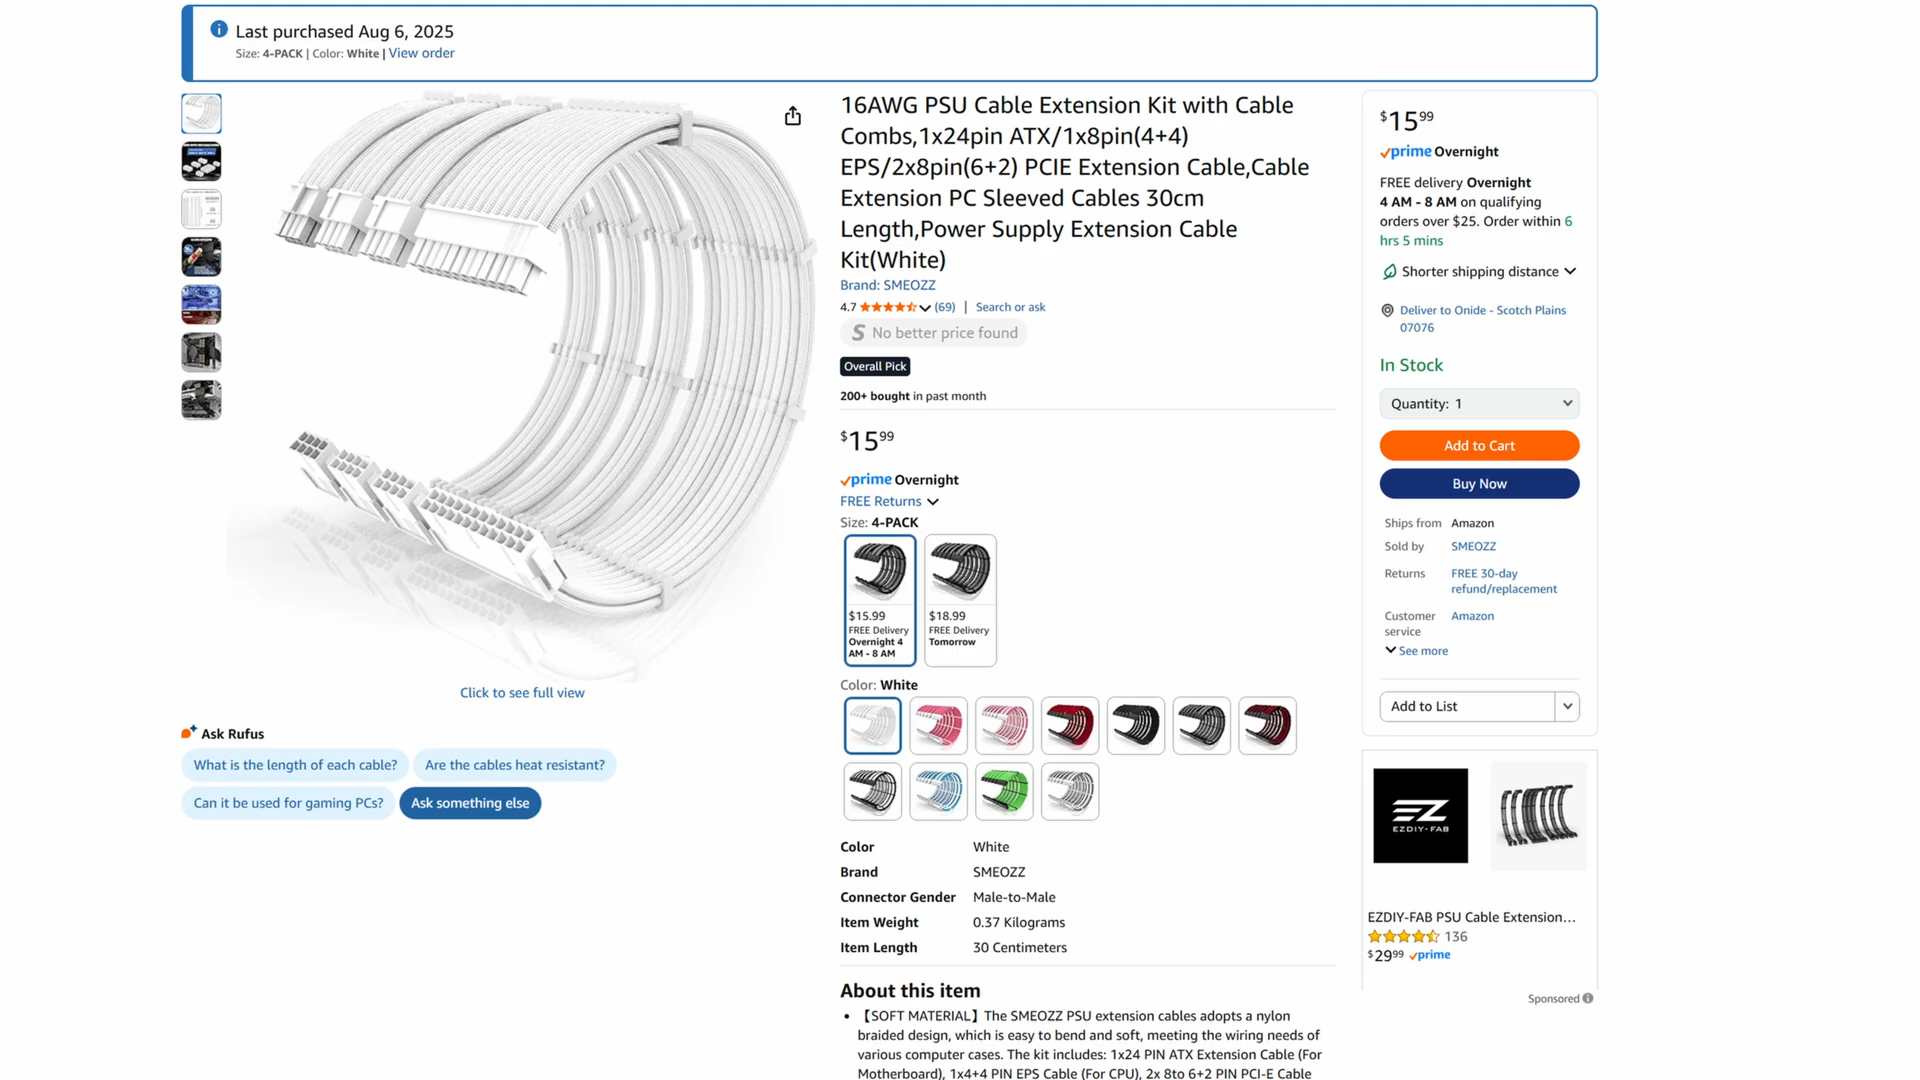 Last purchased Aug 6, 2025
Size: 4-PACK | Color: White | View order
16AWG PSU Cable Extension Kit with Cable
Combs,1x24pin ATX/1x8pin(4+4)
EPS/2x8pin(6+2) PCIE Extension Cable,Cable
Extension PC Sleeved Cables 30cm
Length,Power Supply Extension Cable
Kit(White)
Brand: SMEOZZ
4.7 (69) | Search or ask
S No better price found
Overall Pick
200+ bought in past month
$15.99
prime Overnight
FREE Returns
Size: 4-PACK
$15.99
FREE Delivery
Overnight 4
AM - 8 AM
$18.99
FREE Delivery
Tomorrow
Color: White
Color White
Brand SMEOZZ
Connector Gender Male-to-Male
Item Weight 0.37 Kilograms
Item Length 30 Centimeters
About this item
• 【SOFT MATERIAL】The SMEOZZ PSU extension cables adopts a nylon
braided design, which is easy to bend and soft, meeting the wiring needs of
various computer cases. The kit includes: 1x24 PIN ATX Extension Cable (For
Motherboard), 1x4+4 PIN EPS Cable (For CPU), 2x 8to 6+2 PIN PCI-E Cable
Click to see full view
Ask Rufus
What is the length of each cable?
Are the cables heat resistant?
Can it be used for gaming PCs?
Ask something else
$15.99
prime Overnight
FREE delivery Overnight
4 AM - 8 AM on qualifying
orders over $25. Order within 6
hrs 5 mins
Shorter shipping distance
Deliver to Onide - Scotch Plains
07076
In Stock
Quantity: 1
Add to Cart
Buy Now
Ships from Amazon
Sold by SMEOZZ
Returns FREE 30-day
refund/replacement
Customer Amazon
service
See more
Add to List
EZ
EZDIY-FAB
EZDIY-FAB PSU Cable Extension...
136
$29.99 prime
Sponsored